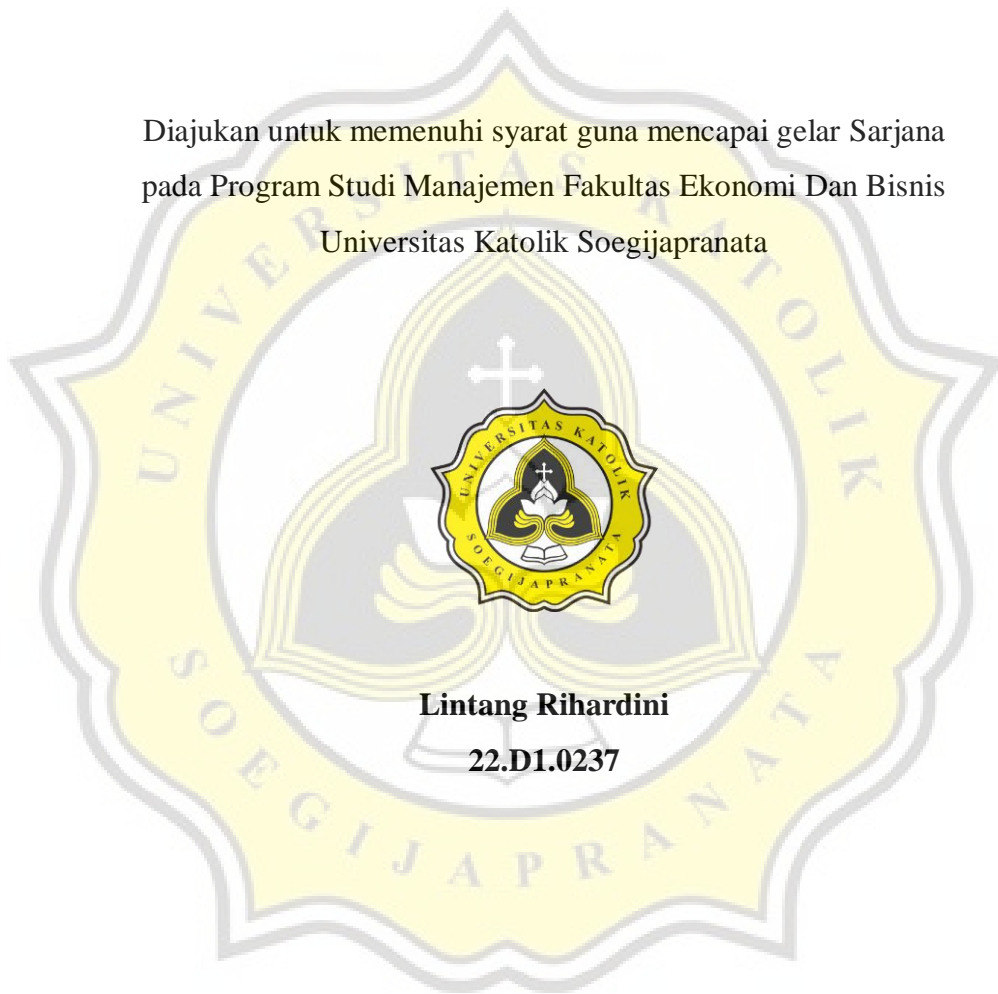 Diajukan untuk memenuhi syarat guna mencapai gelar Sarjana
pada Program Studi Manajemen Fakultas Ekonomi Dan Bisnis
Universitas Katolik Soegijapranata
UNIVERSITAS KATOLIK
SOEGIJAPRANATA
UNIVERSITAS KATOLIK
SOEGIJAPRANATA
Lintang Rihardini
22.D1.0237